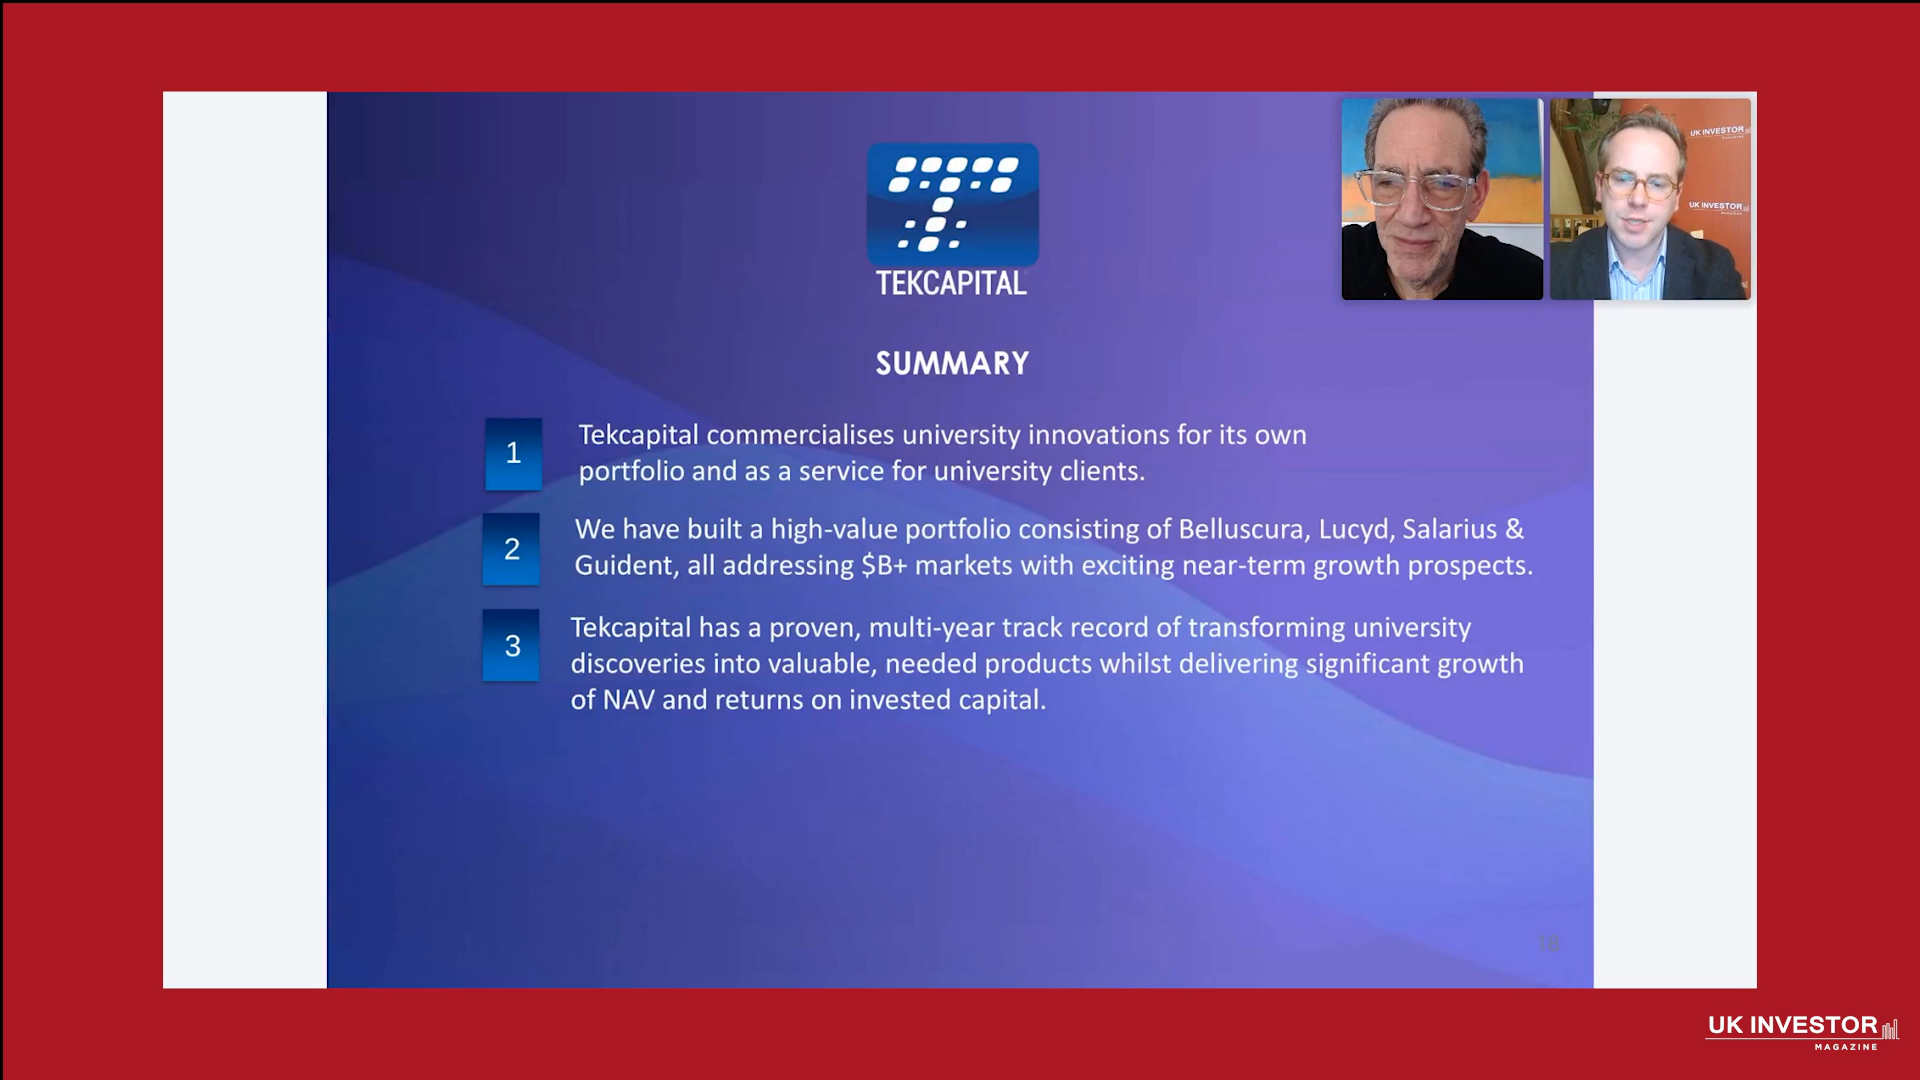 TEKCAPITAL
UK INVESTOR
MAGAZINE
UK INVESTOR
MAGAZINE
SUMMARY
1
Tekcapital commercialises university innovations for its own
portfolio and as a service for university clients.
2
We have built a high-value portfolio consisting of Belluscura, Lucyd, Salarius &
Guident, all addressing $B+ markets with exciting near-term growth prospects.
3
Tekcapital has a proven, multi-year track record of transforming university
discoveries into valuable, needed products whilst delivering significant growth
of NAV and returns on invested capital.
UK INVESTOR
MAGAZINE